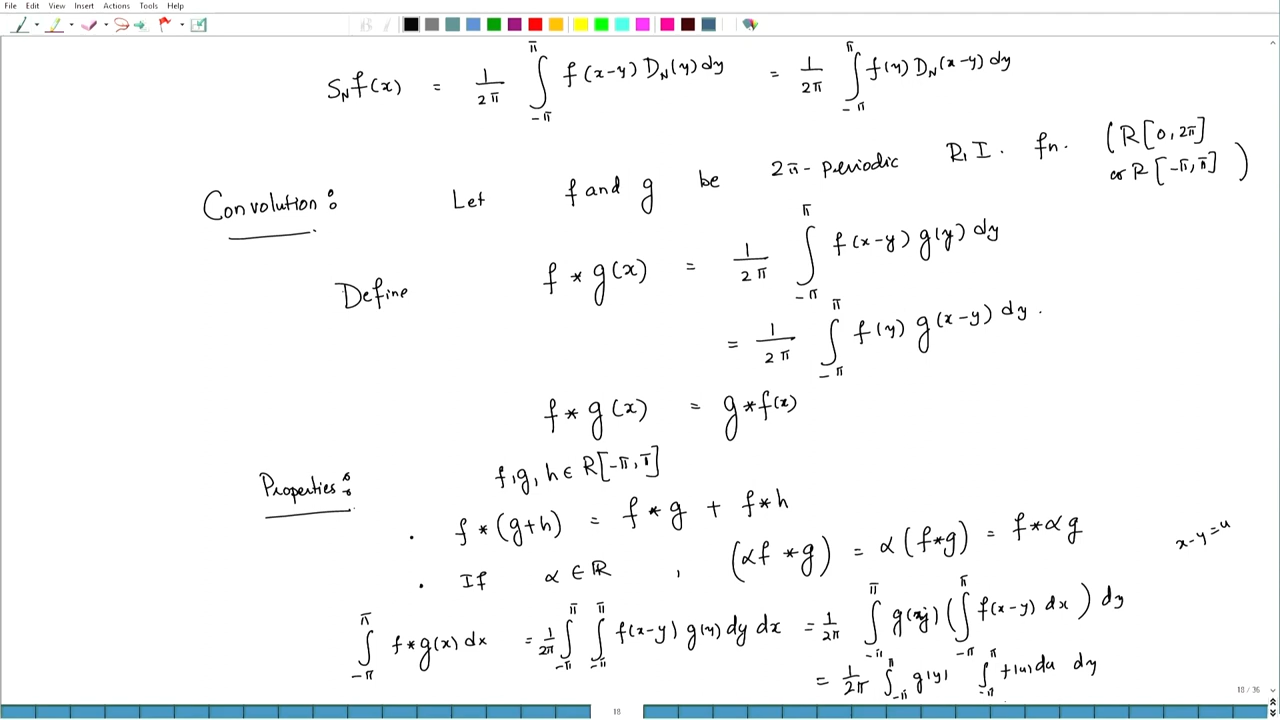 File Edit View Insert Actions Tools Help
S_N f(x) = 1/2π ∫_{-π}^{π} f(x-y) D_N(y) dy = 1/2π ∫_{-π}^{π} f(y) D_N(x-y) dy
Convolution: Let f and g be 2π-periodic R.I. fn. (R[0,2π]
or R[-π,π])
Define f * g(x) = 1/2π ∫_{-π}^{π} f(x-y) g(y) dy
= 1/2π ∫_{-π}^{π} f(y) g(x-y) dy.
f * g(x) = g * f(x)
Properties: f, g, h ∈ R[-π,π]
. f * (g+h) = f * g + f * h
. If α ∈ ℝ , (αf * g) = α(f*g) = f * αg x-y=u
∫_{-π}^{π} f * g(x) dx = 1/2π ∫_{-π}^{π} ∫_{-π}^{π} f(x-y) g(y) dy dx = 1/2π ∫_{-π}^{π} g(y) (∫_{-π}^{π} f(x-y) dx) dy
= 1/2π ∫_{-π}^{π} g(y) ∫_{-π}^{π} f(u) du dy
18 / 36
18